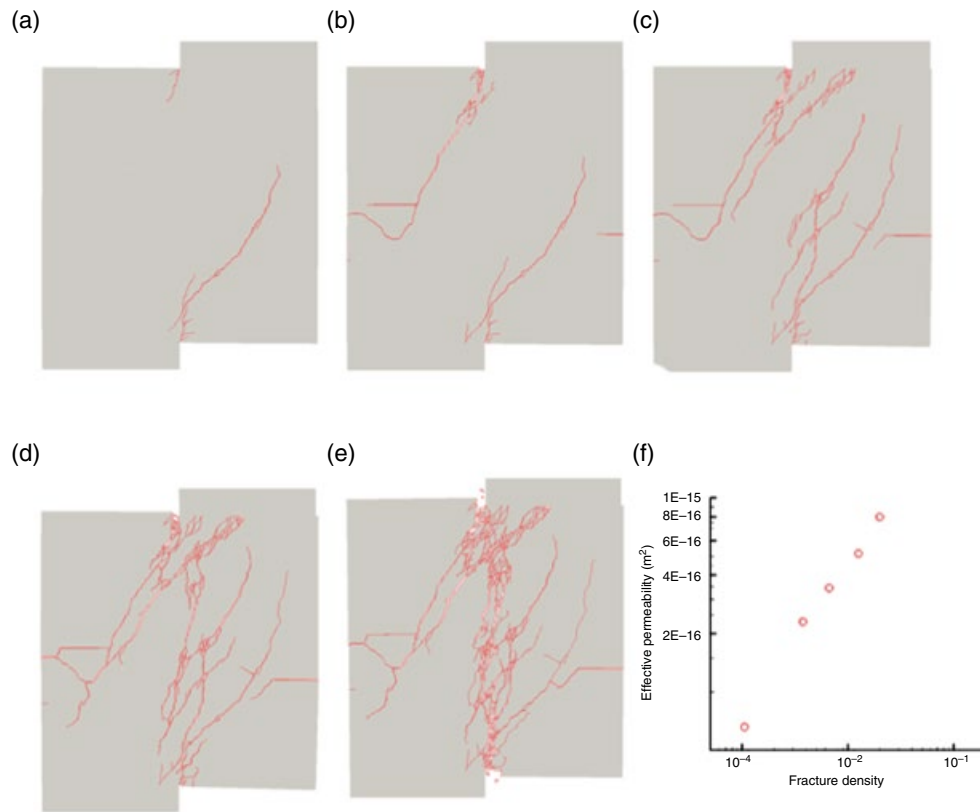 (a)
(b)
(c)
(d)
(e)
(f)
1E–15
8E–16
6E–16
4E–16
2E–16
Effective permeability (m²)
10⁻⁴
10⁻²
10⁻¹
Fracture density